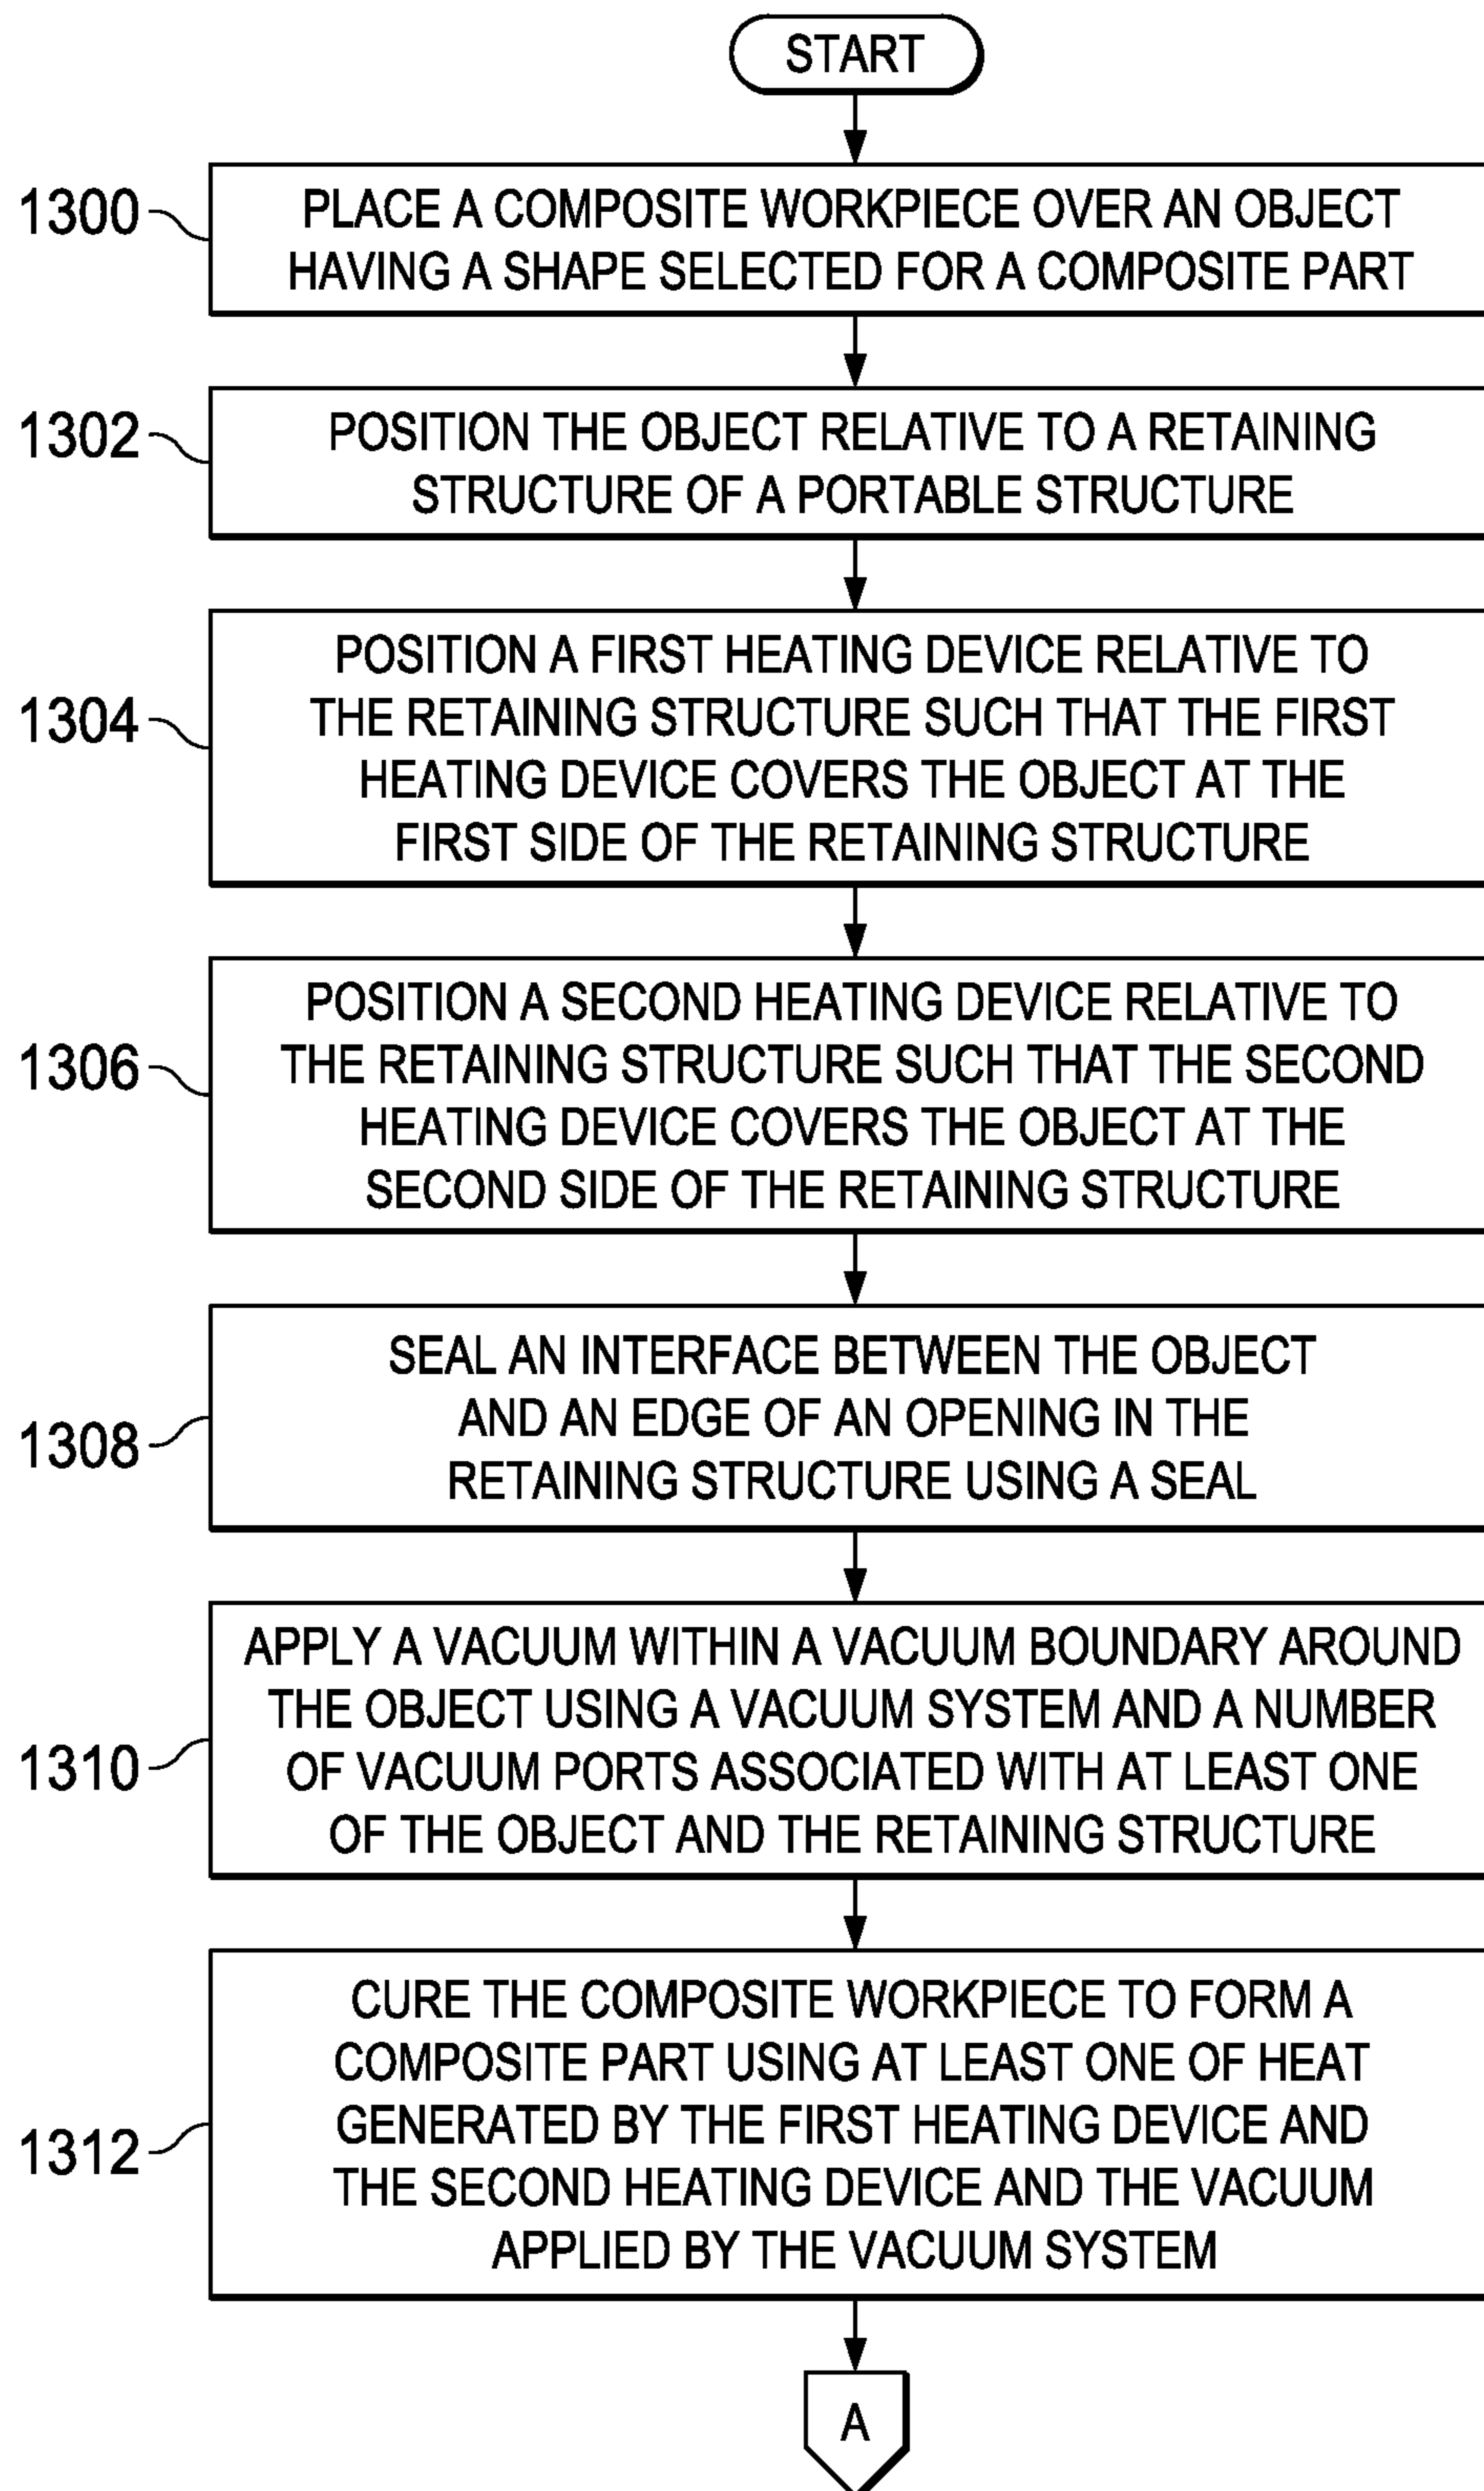 START
1300
PLACE A COMPOSITE WORKPIECE OVER AN OBJECT
HAVING A SHAPE SELECTED FOR A COMPOSITE PART
1302
POSITION THE OBJECT RELATIVE TO A RETAINING
STRUCTURE OF A PORTABLE STRUCTURE
1304
POSITION A FIRST HEATING DEVICE RELATIVE TO
THE RETAINING STRUCTURE SUCH THAT THE FIRST
HEATING DEVICE COVERS THE OBJECT AT THE
FIRST SIDE OF THE RETAINING STRUCTURE
1306
POSITION A SECOND HEATING DEVICE RELATIVE TO
THE RETAINING STRUCTURE SUCH THAT THE SECOND
HEATING DEVICE COVERS THE OBJECT AT THE
SECOND SIDE OF THE RETAINING STRUCTURE
1308
SEAL AN INTERFACE BETWEEN THE OBJECT
AND AN EDGE OF AN OPENING IN THE
RETAINING STRUCTURE USING A SEAL
1310
APPLY A VACUUM WITHIN A VACUUM BOUNDARY AROUND
THE OBJECT USING A VACUUM SYSTEM AND A NUMBER
OF VACUUM PORTS ASSOCIATED WITH AT LEAST ONE
OF THE OBJECT AND THE RETAINING STRUCTURE
1312
CURE THE COMPOSITE WORKPIECE TO FORM A
COMPOSITE PART USING AT LEAST ONE OF HEAT
GENERATED BY THE FIRST HEATING DEVICE AND
THE SECOND HEATING DEVICE AND THE VACUUM
APPLIED BY THE VACUUM SYSTEM
A